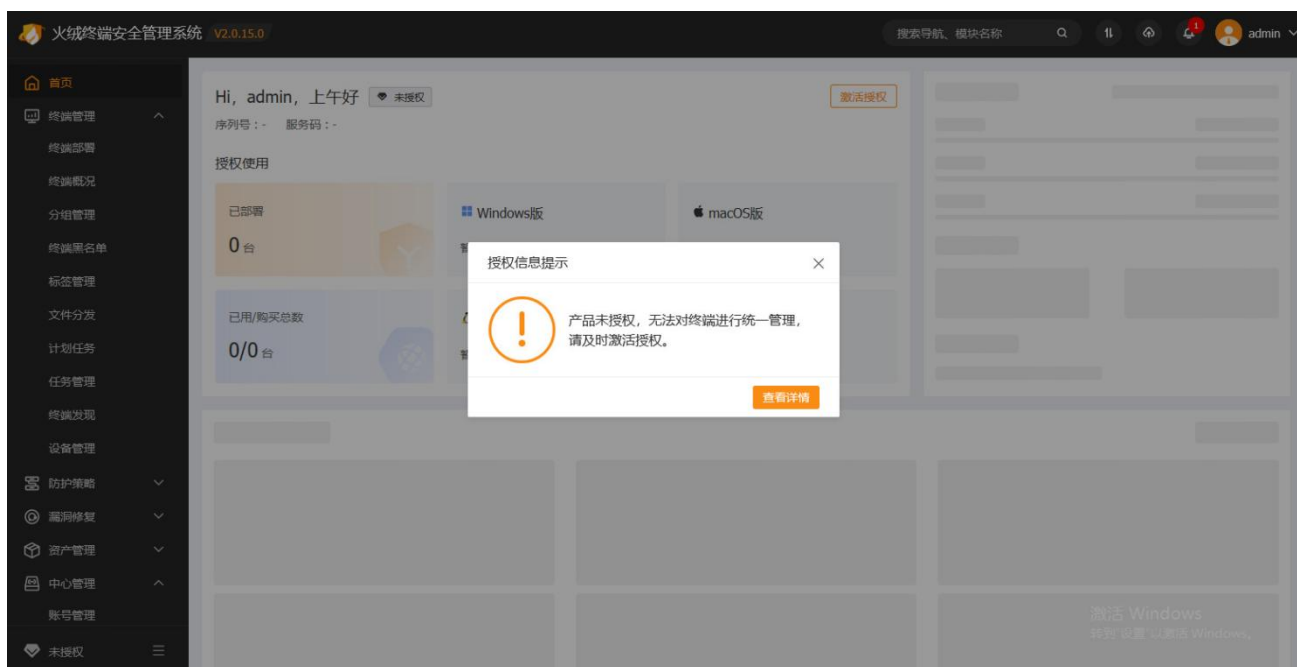 火绒终端安全管理系统 V2.0.15.0
搜索导航、模块名称
1
admin
首页
终端管理
终端部署
终端概况
分组管理
终端黑名单
标签管理
文件分发
计划任务
任务管理
终端发现
设备管理
防护策略
漏洞修复
资产管理
中心管理
账号管理
未授权
Hi, admin, 上午好 未授权
激活授权
序列号：- 服务码：-
授权使用
已部署
0 台
Windows版
macOS版
已用/购买总数
0/0 台
授权信息提示
产品未授权，无法对终端进行统一管理，
请及时激活授权。
查看详情
激活 Windows
转到"设置"以激活 Windows。